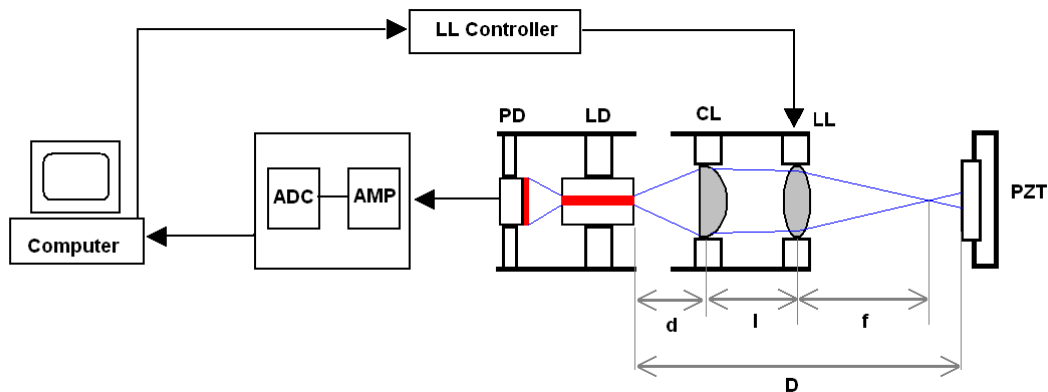 LL Controller
PD
LD
CL
LL
PZT
ADC
AMP
Computer
d
l
f
D